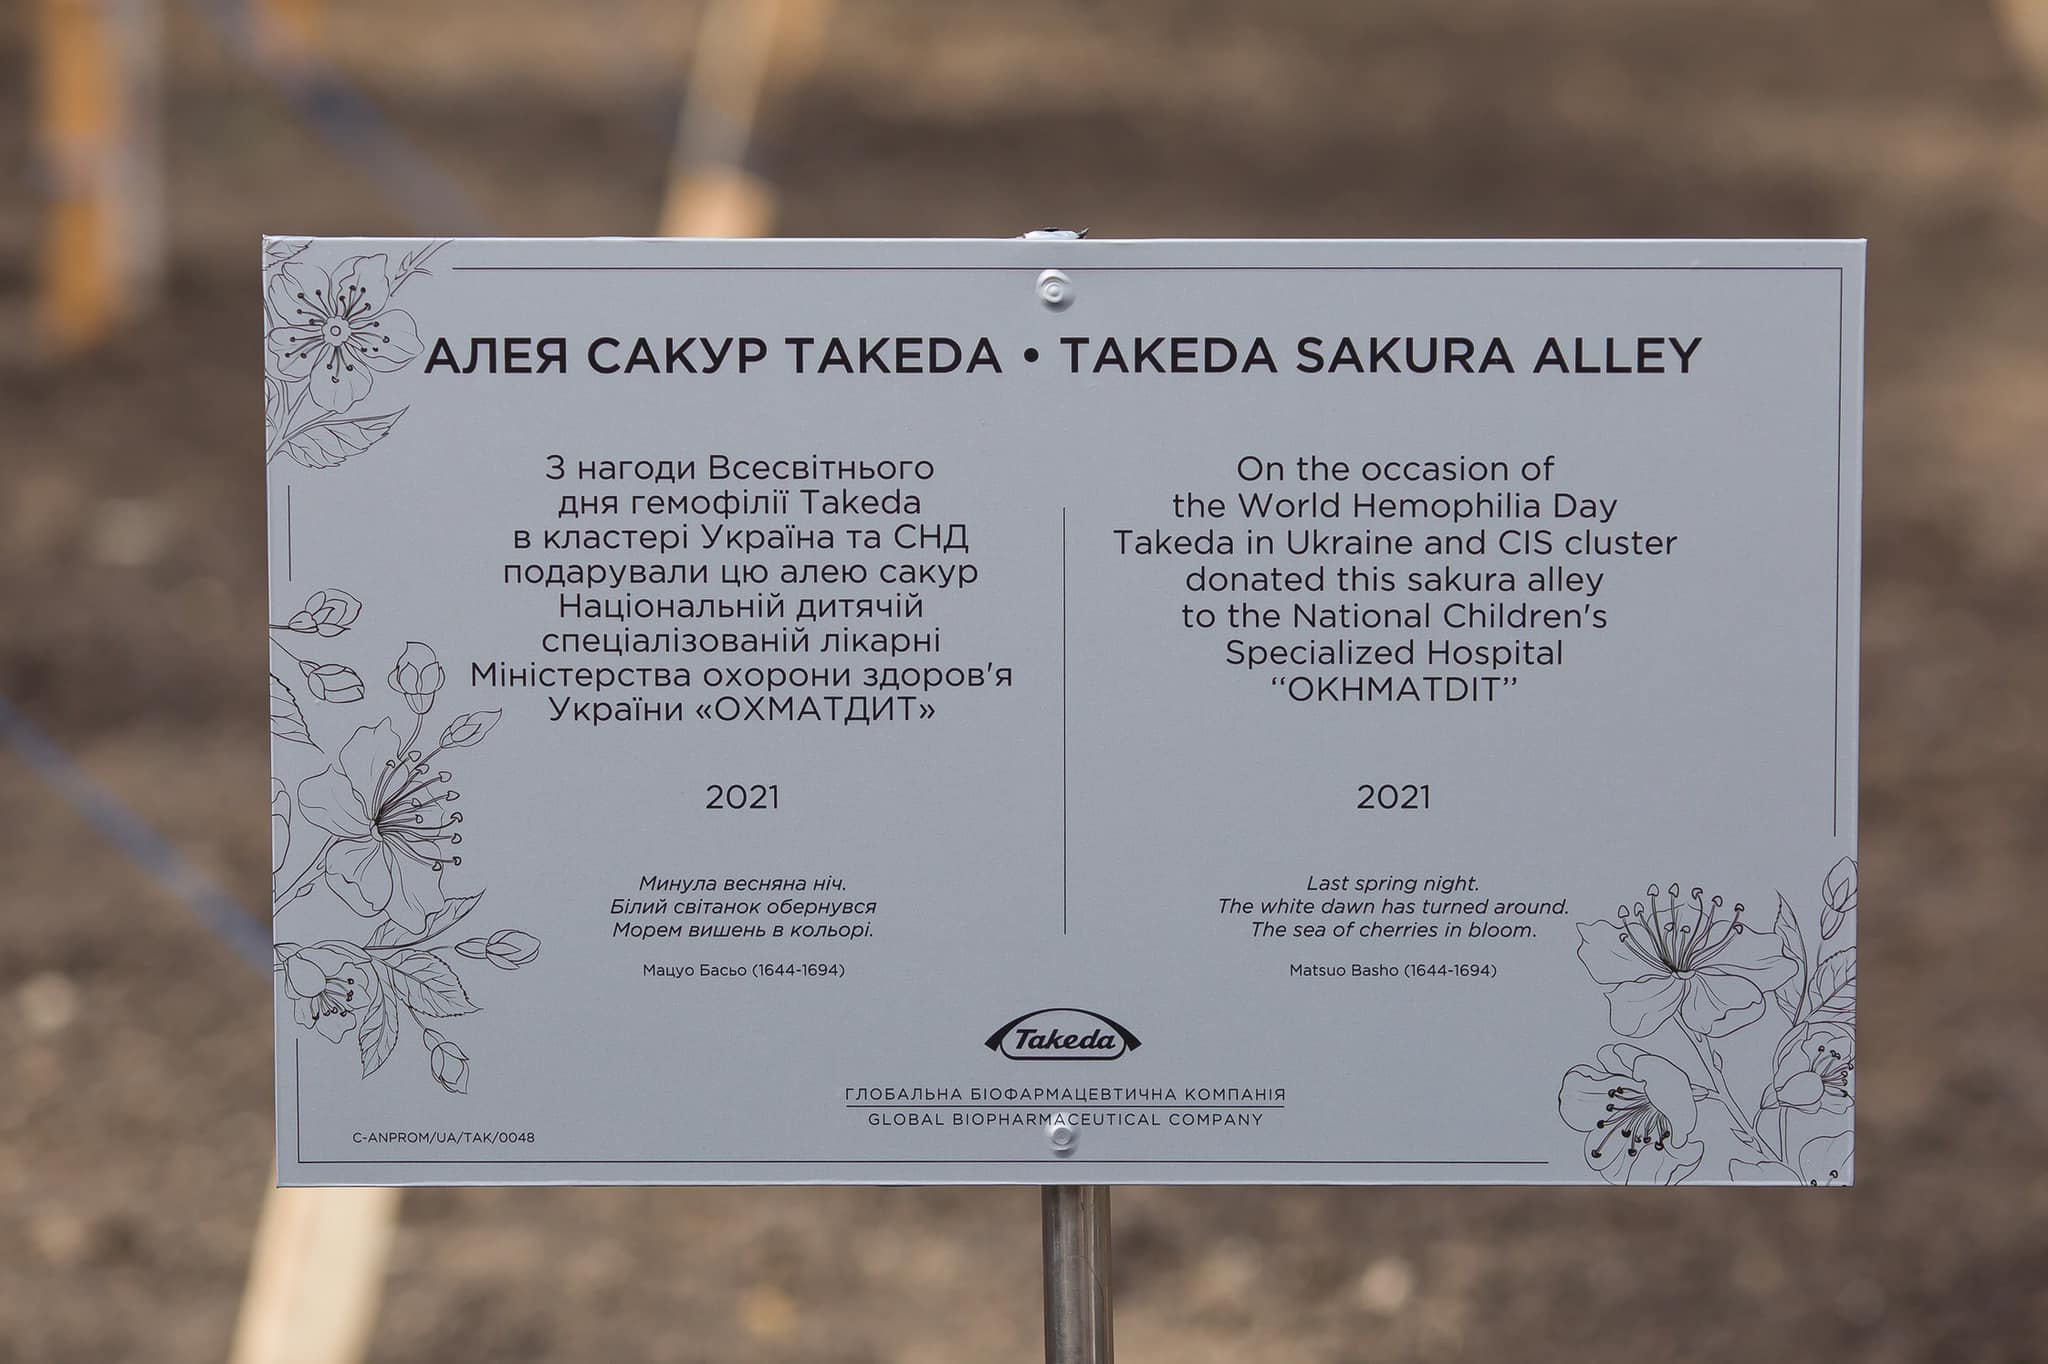 АЛЕЯ САКУР TAKEDA • TAKEDA SAKURA ALLEY
З нагоди Всесвітнього
дня гемофілії Takeda
в кластері Україна та СНД
подарували цю алею сакур
Національній дитячій
спеціалізованій лікарні
Міністерства охорони здоров'я
України «ОХМАТДИТ»
2021
Минула весняна ніч.
Білий світанок обернувся
Морем вишень в кольорі.
Мацуо Басьо (1644-1694)
On the occasion of
the World Hemophilia Day
Takeda in Ukraine and CIS cluster
donated this sakura alley
to the National Children's
Specialized Hospital
“OKHMATDIT”
2021
Last spring night.
The white dawn has turned around.
The sea of cherries in bloom.
Matsuo Basho (1644-1694)
Takeda
ГЛОБАЛЬНА БІОФАРМАЦЕВТИЧНА КОМПАНІЯ
GLOBAL BIOPHARMACEUTICAL COMPANY
C-ANPROM/UA/TAK/0048